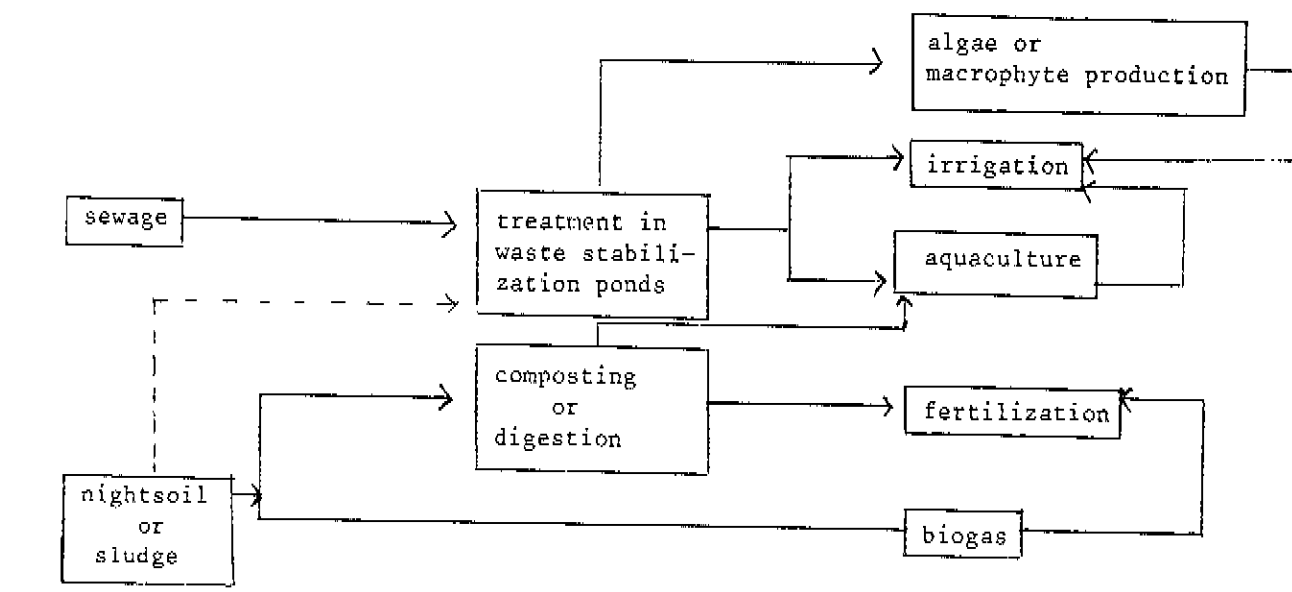 algae or
macrophyte production
irrigation
sewage
treatment in
waste stabili-
zation ponds
aquaculture
composting
or
digestion
fertilization
nightsoil
or
sludge
biogas